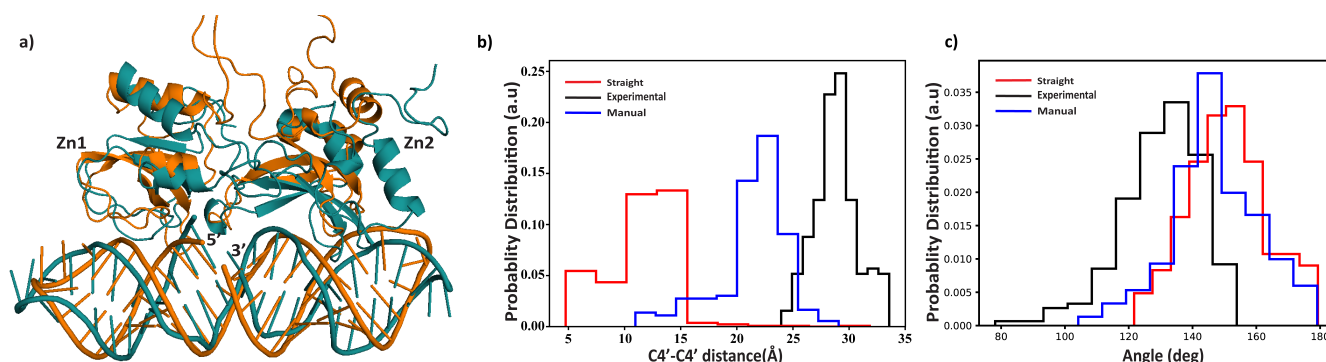 a)
Zn1
Zn2
5'
3'
b)
Probablity Distribuition (a.u)
0.25
0.20
0.15
0.10
0.05
0.00
Straight
Experimental
Manual
5
10
15
20
25
30
35
C4'-C4' distance(Å)
c)
Probablity Distribution (a.u)
0.035
0.030
0.025
0.020
0.015
0.010
0.005
0.000
Straight
Experimental
Manual
80
100
120
140
160
180
Angle (deg)